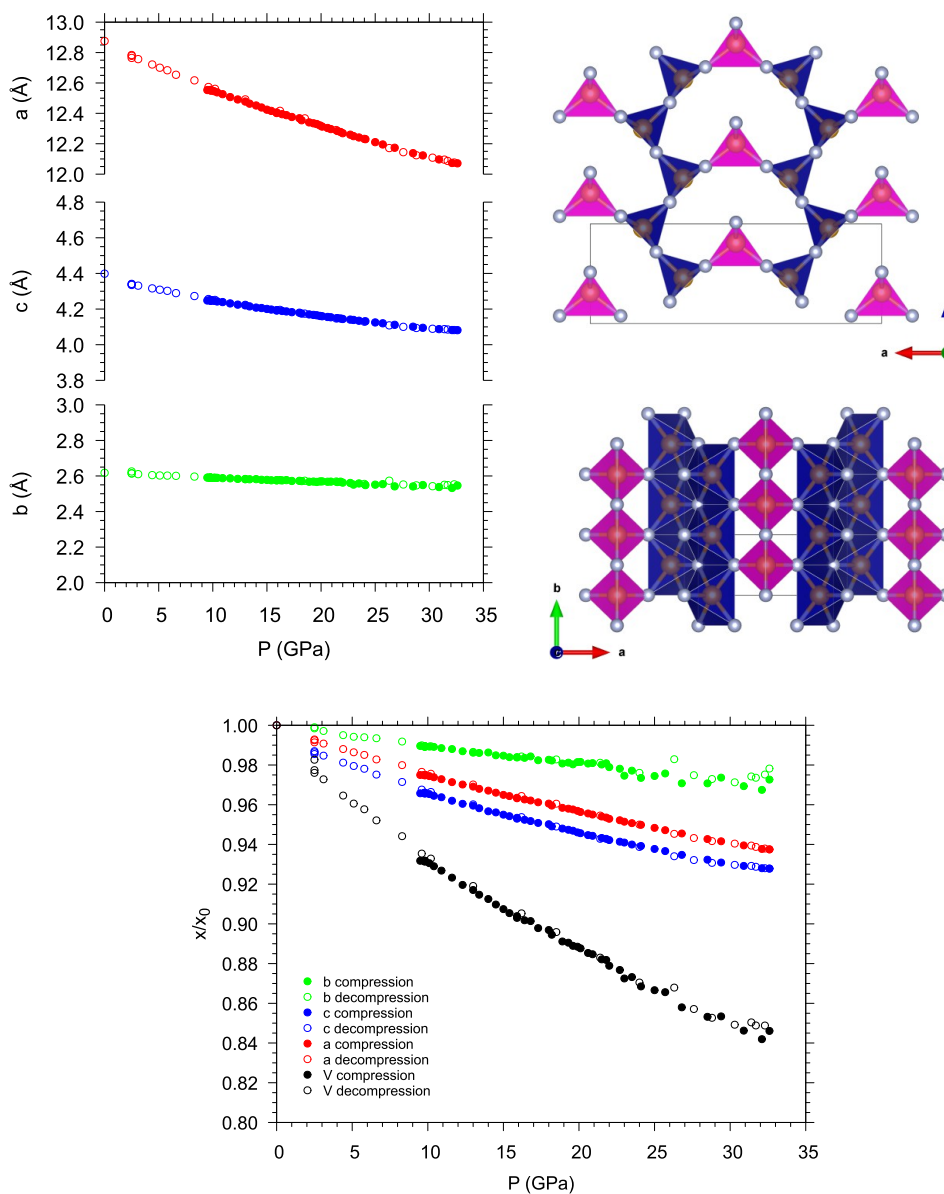 13.0
12.8
12.6
12.4
12.2
12.0
a (Å)
4.8
4.6
4.4
4.2
4.0
3.8
c (Å)
3.0
2.8
2.6
2.4
2.2
2.0
b (Å)
0 5 10 15 20 25 30 35
P (GPa)
a
b
a
1.00
0.98
0.96
0.94
0.92
0.90
0.88
0.86
0.84
0.82
0.80
x/x0
b compression
b decompression
c compression
c decompression
a compression
a decompression
V compression
V decompression
0 5 10 15 20 25 30 35
P (GPa)